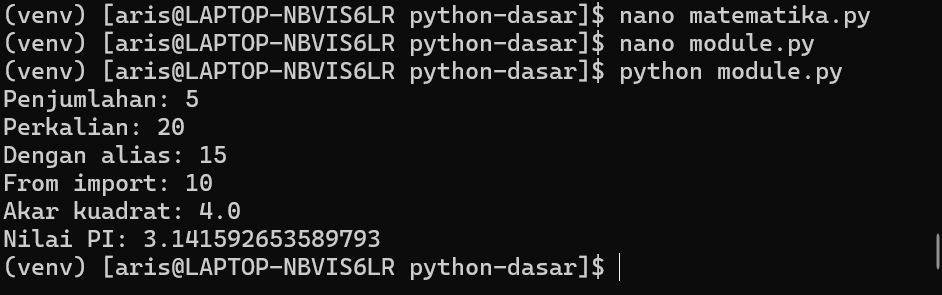 (venv) [aris@LAPTOP-NBVIS6LR python-dasar]$ nano matematika.py
(venv) [aris@LAPTOP-NBVIS6LR python-dasar]$ nano module.py
(venv) [aris@LAPTOP-NBVIS6LR python-dasar]$ python module.py
Penjumlahan: 5
Perkalian: 20
Dengan alias: 15
From import: 10
Akar kuadrat: 4.0
Nilai PI: 3.141592653589793
(venv) [aris@LAPTOP-NBVIS6LR python-dasar]$